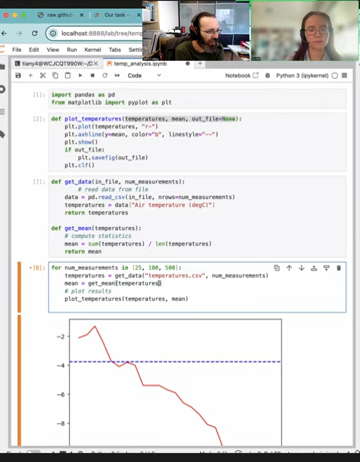 raw.github
Our task
localhost:8888/lab/tree/temp
File Edit View Run Kernel Tabs
temp_analysis.ipynb
Code Notebook Python 3 (ipykernel)
[1]: import pandas as pd
from matplotlib import pyplot as plt
def plot_temperatures(temperatures, mean, out_file=None):
plt.plot(temperatures, "r-")
plt.axhline(y=mean, color="b", linestyle="--")
plt.show()
if out_file:
plt.savefig(out_file)
plt.clf()
[7]: def get_data(in_file, num_measurements):
# read data from file
data = pd.read_csv(in_file, nrows=num_measurements)
temperatures = data["Air temperature (degC)"]
return temperatures
def get_mean(temperatures):
# compute statistics
mean = sum(temperatures) / len(temperatures)
return mean
[8]: for num_measurements in [25, 100, 500]:
temperatures = get_data("temperatures.csv", num_measurements)
mean = get_mean(temperatures)
# plot results
plot_temperatures(temperatures, mean)
−2
−4
−6
−8